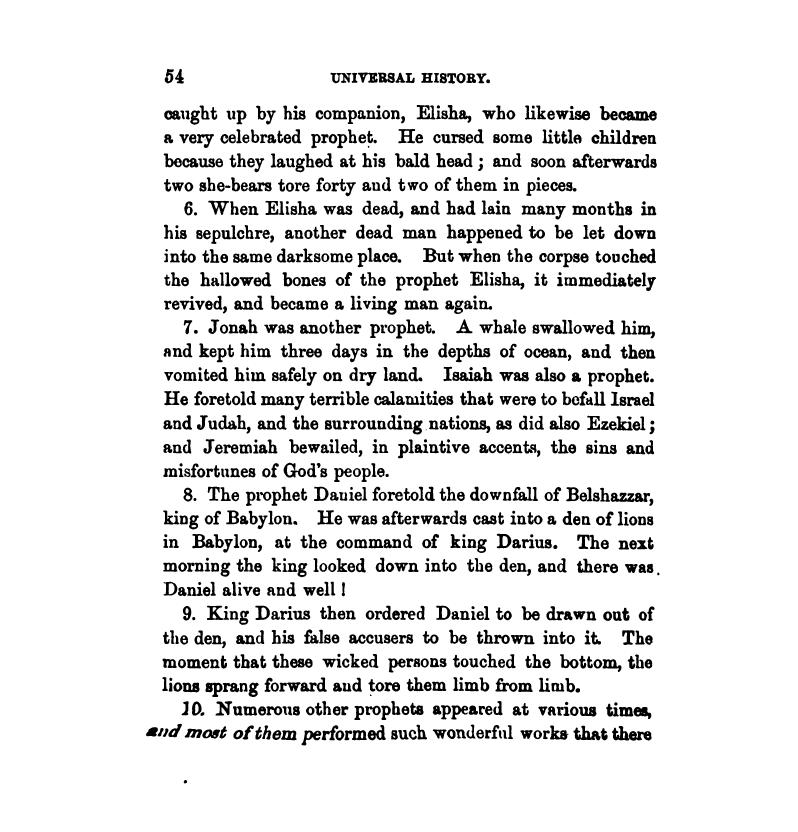 54 UNIVERSAL HISTORY.
caught up by his companion, Elisha, who likewise became
a very celebrated prophet. He cursed some little children
because they laughed at his bald head ; and soon afterwards
two she-bears tore forty and two of them in pieces.
6. When Elisha was dead, and had lain many months in
his sepulchre, another dead man happened to be let down
into the same darksome place. But when the corpse touched
the hallowed bones of the prophet Elisha, it immediately
revived, and became a living man again.
7. Jonah was another prophet. A whale swallowed him,
and kept him three days in the depths of ocean, and then
vomited him safely on dry land. Isaiah was also a prophet.
He foretold many terrible calamities that were to befall Israel
and Judah, and the surrounding nations, as did also Ezekiel ;
and Jeremiah bewailed, in plaintive accents, the sins and
misfortunes of God's people.
8. The prophet Daniel foretold the downfall of Belshazzar,
king of Babylon. He was afterwards cast into a den of lions
in Babylon, at the command of king Darius. The next
morning the king looked down into the den, and there was
Daniel alive and well !
9. King Darius then ordered Daniel to be drawn out of
the den, and his false accusers to be thrown into it. The
moment that these wicked persons touched the bottom, the
lions sprang forward and tore them limb from limb.
10. Numerous other prophets appeared at various times,
and most of them performed such wonderful works that there